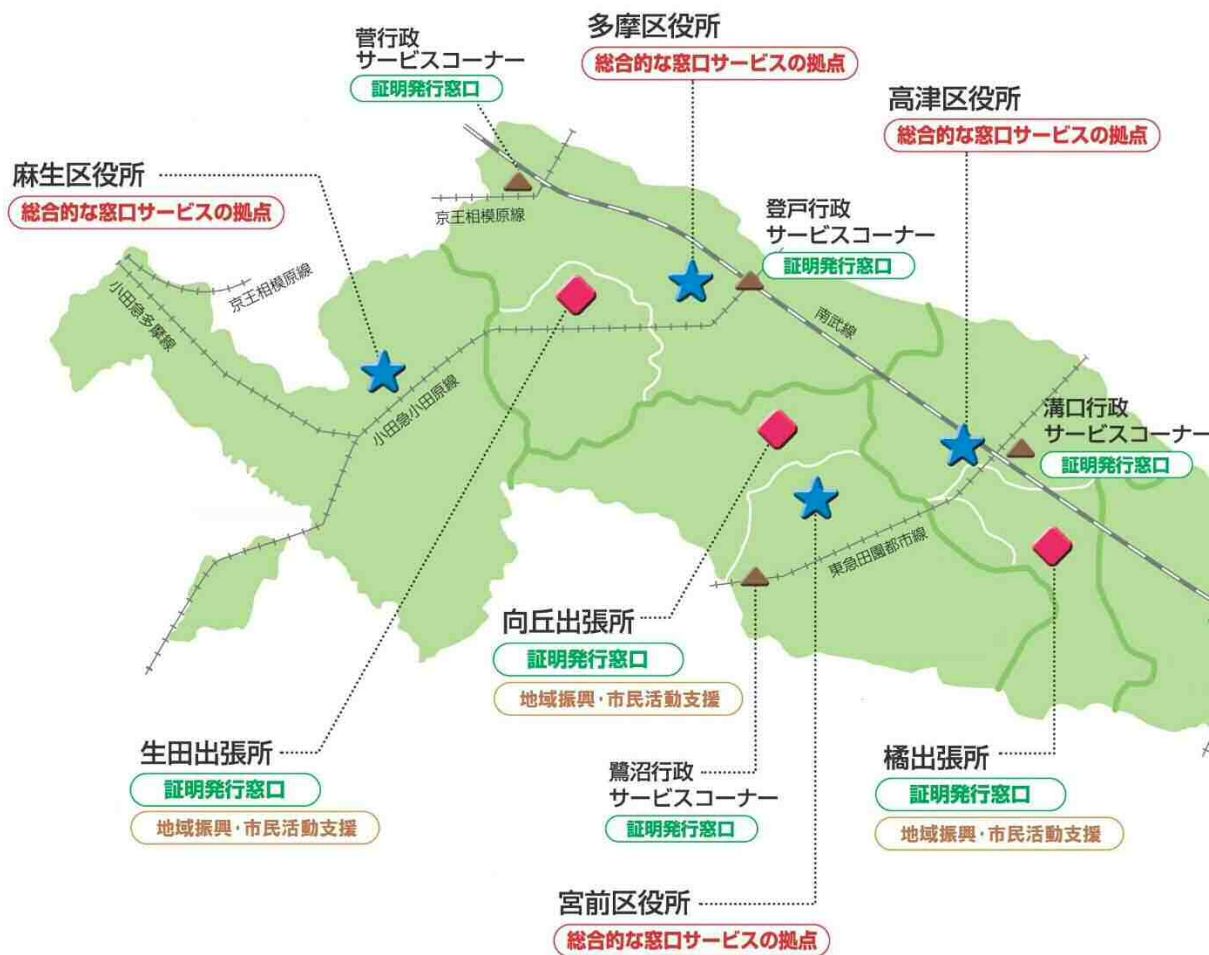 菅行政
サービスコーナー
証明発行窓口
多摩区役所
総合的な窓口サービスの拠点
高津区役所
総合的な窓口サービスの拠点
麻生区役所
総合的な窓口サービスの拠点
登戸行政
サービスコーナー
証明発行窓口
京王相模原線
京王相模原線
小田急多摩線
小田急小田原線
南武線
溝口行政
サービスコーナー
証明発行窓口
東急田園都市線
向丘出張所
証明発行窓口
地域振興・市民活動支援
生田出張所
証明発行窓口
地域振興・市民活動支援
鷺沼行政
サービスコーナー
証明発行窓口
橘出張所
証明発行窓口
地域振興・市民活動支援
宮前区役所
総合的な窓口サービスの拠点